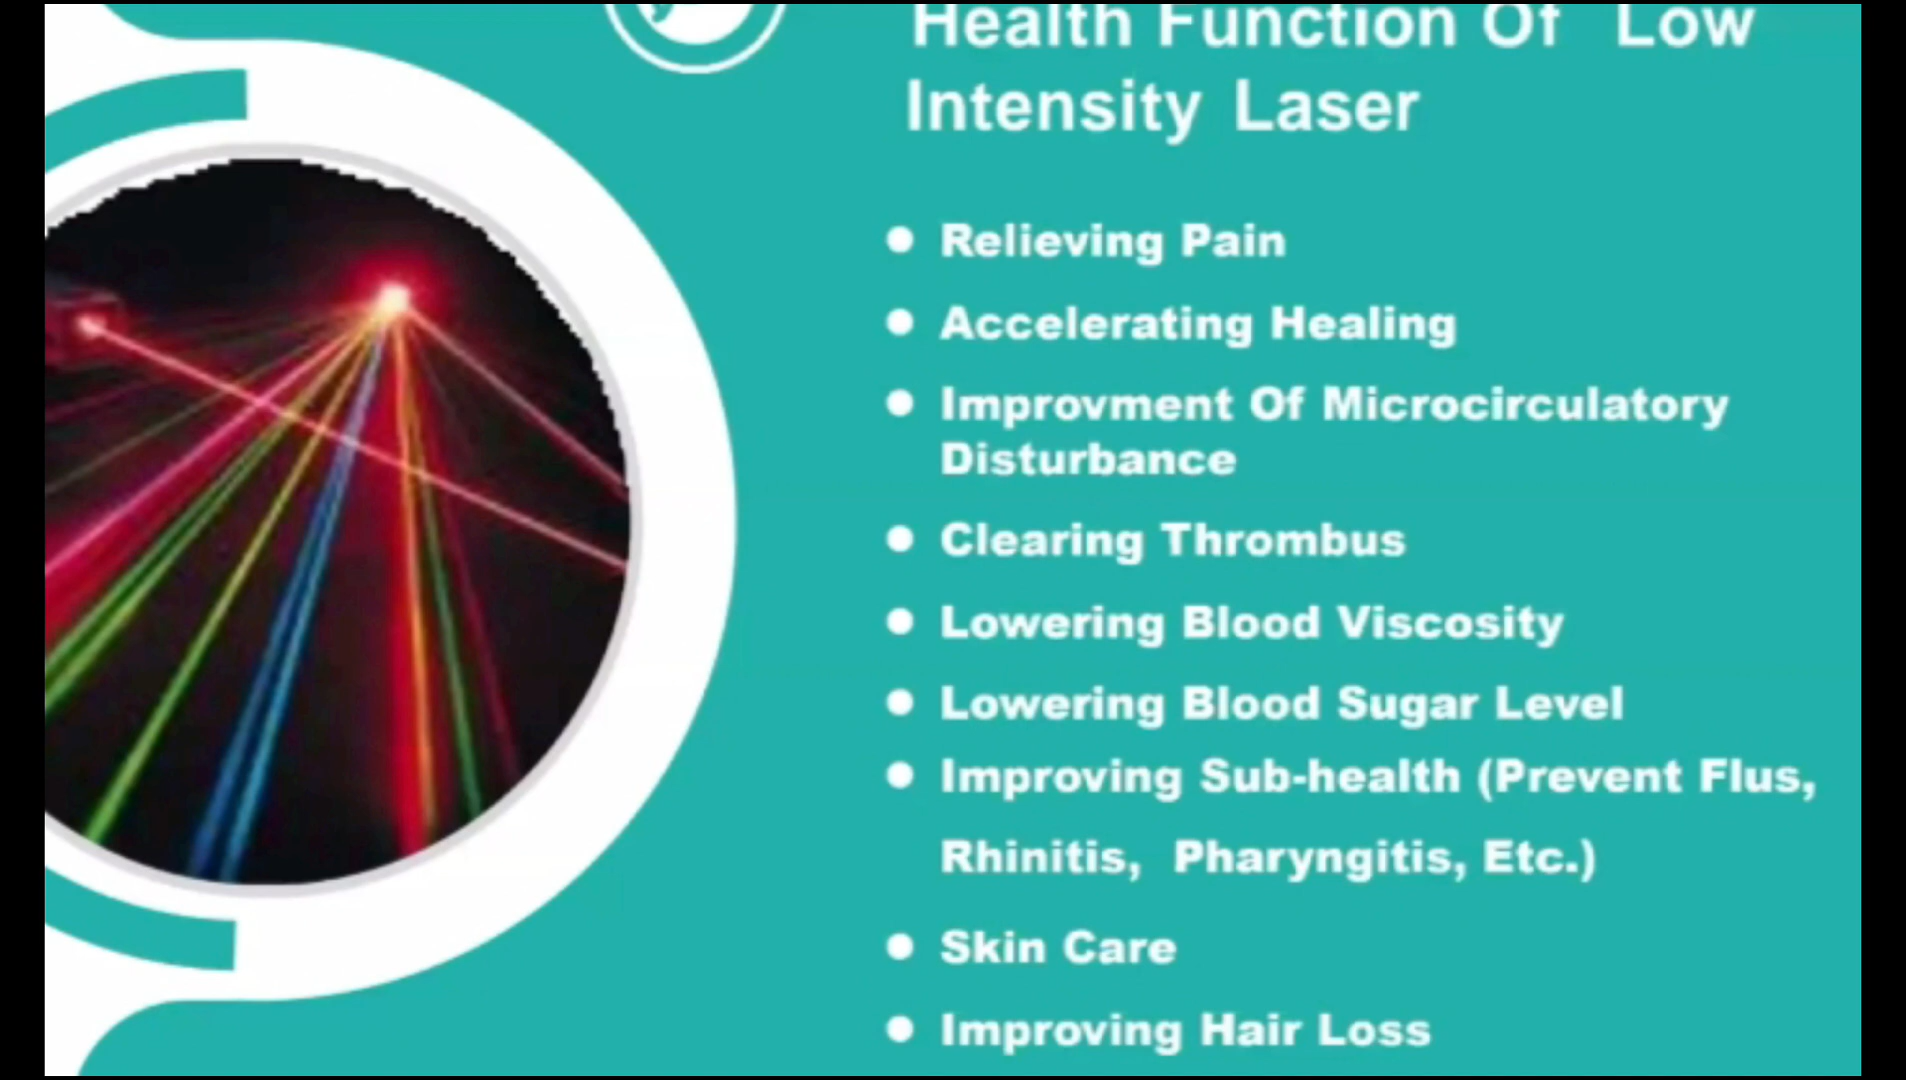 Health Function Of Low
Intensity Laser
● Relieving Pain
● Accelerating Healing
● Improvment Of Microcirculatory
Disturbance
● Clearing Thrombus
● Lowering Blood Viscosity
● Lowering Blood Sugar Level
● Improving Sub-health (Prevent Flus,
Rhinitis, Pharyngitis, Etc.)
● Skin Care
● Improving Hair Loss